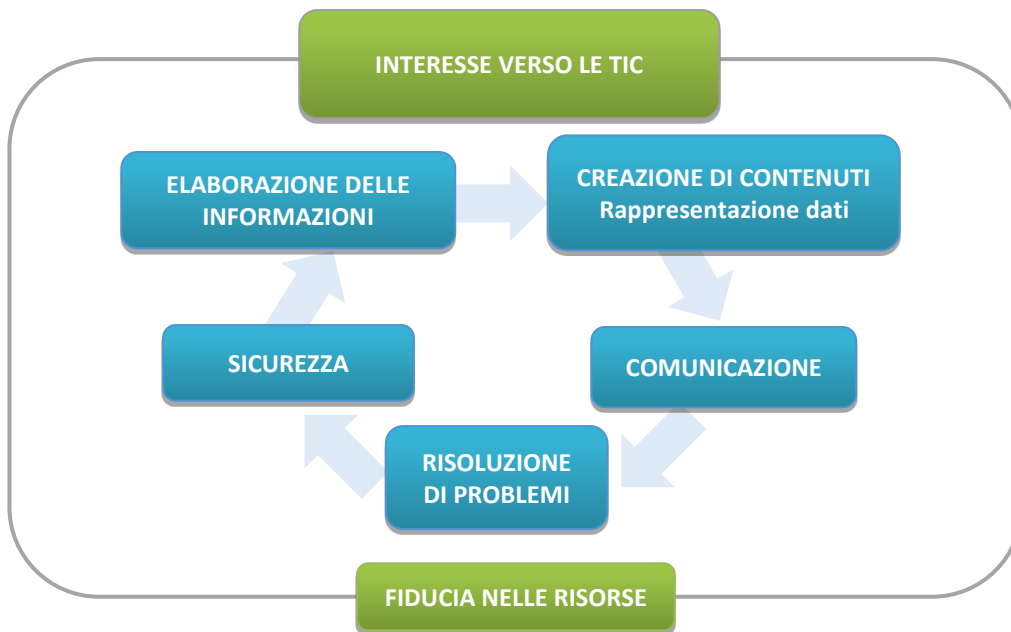 INTERESSE VERSO LE TIC
ELABORAZIONE DELLE
INFORMAZIONI
CREAZIONE DI CONTENUTI
Rappresentazione dati
SICUREZZA
COMUNICAZIONE
RISOLUZIONE
DI PROBLEMI
FIDUCIA NELLE RISORSE